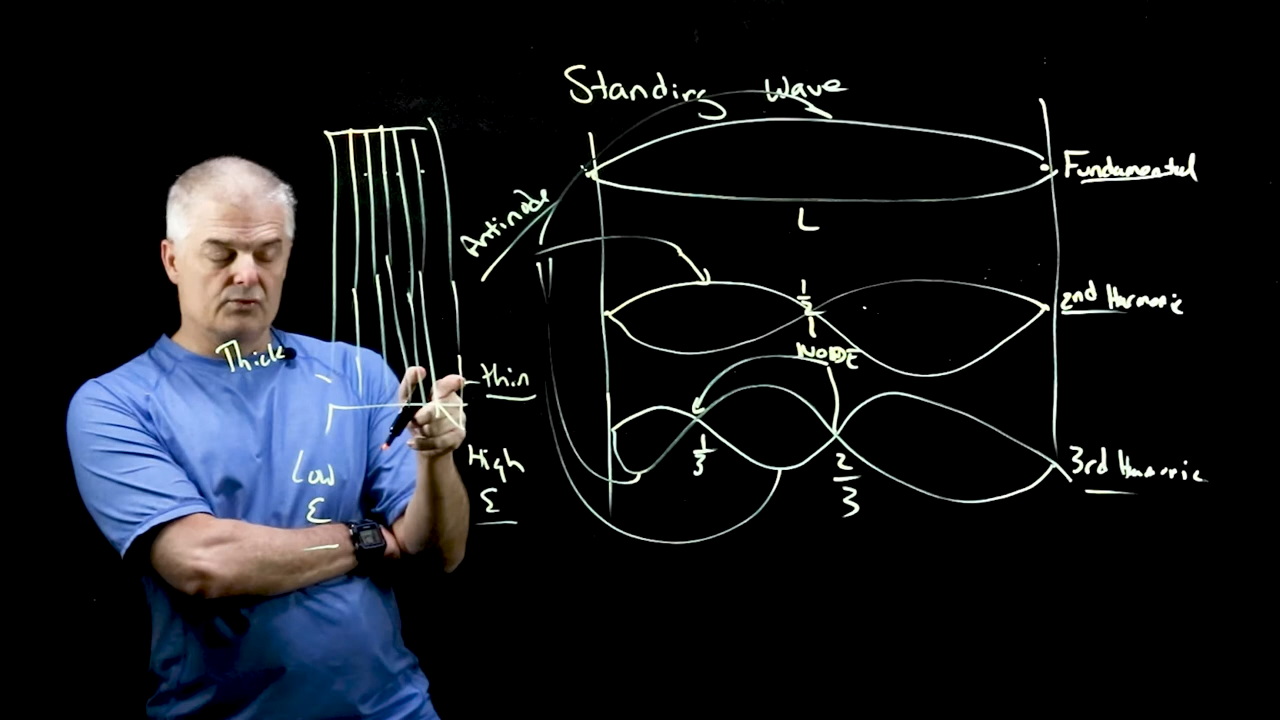 Standing Wave
Fundamental
Antinode
L
1/2
2nd Harmonic
NODE
Thick
thin
1/3
2/3
3rd Harmonic
Low
E
High
E